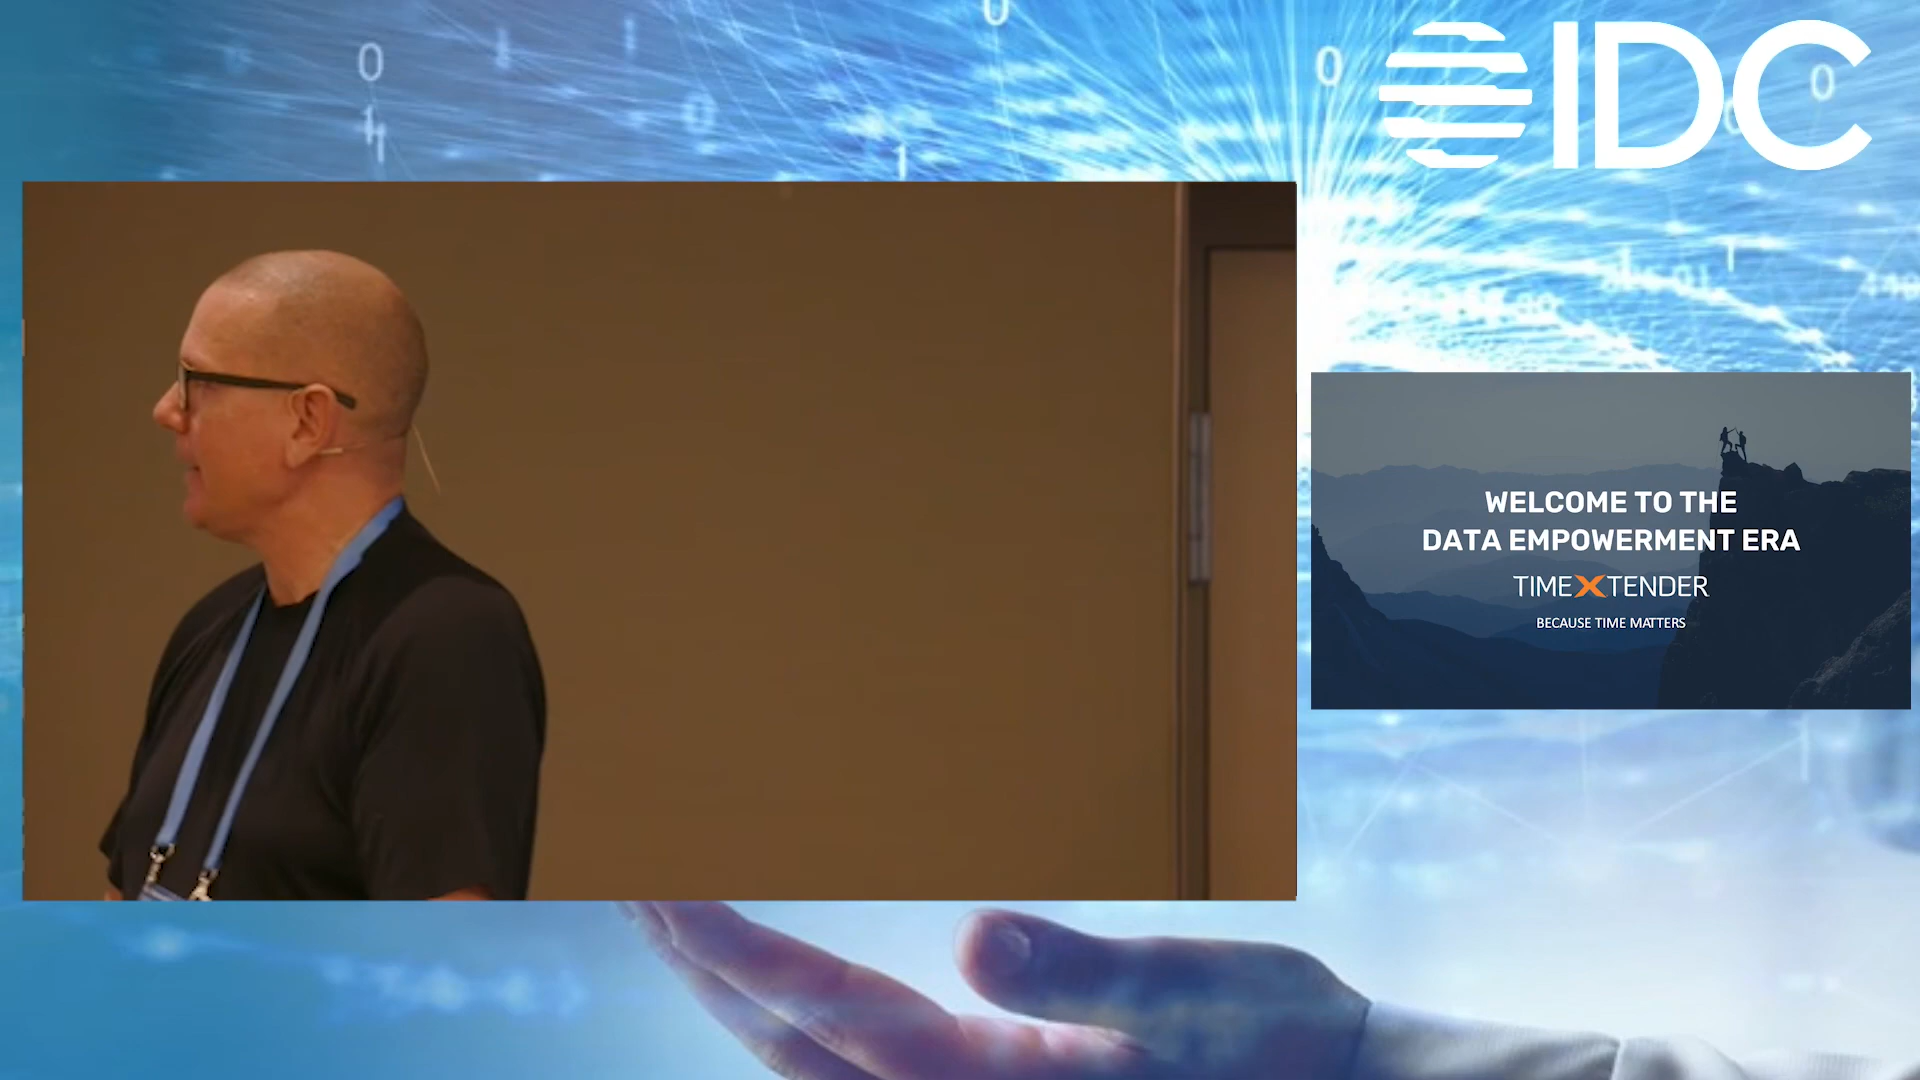 IDC
WELCOME TO THE
DATA EMPOWERMENT ERA
TIMEXTENDER
BECAUSE TIME MATTERS